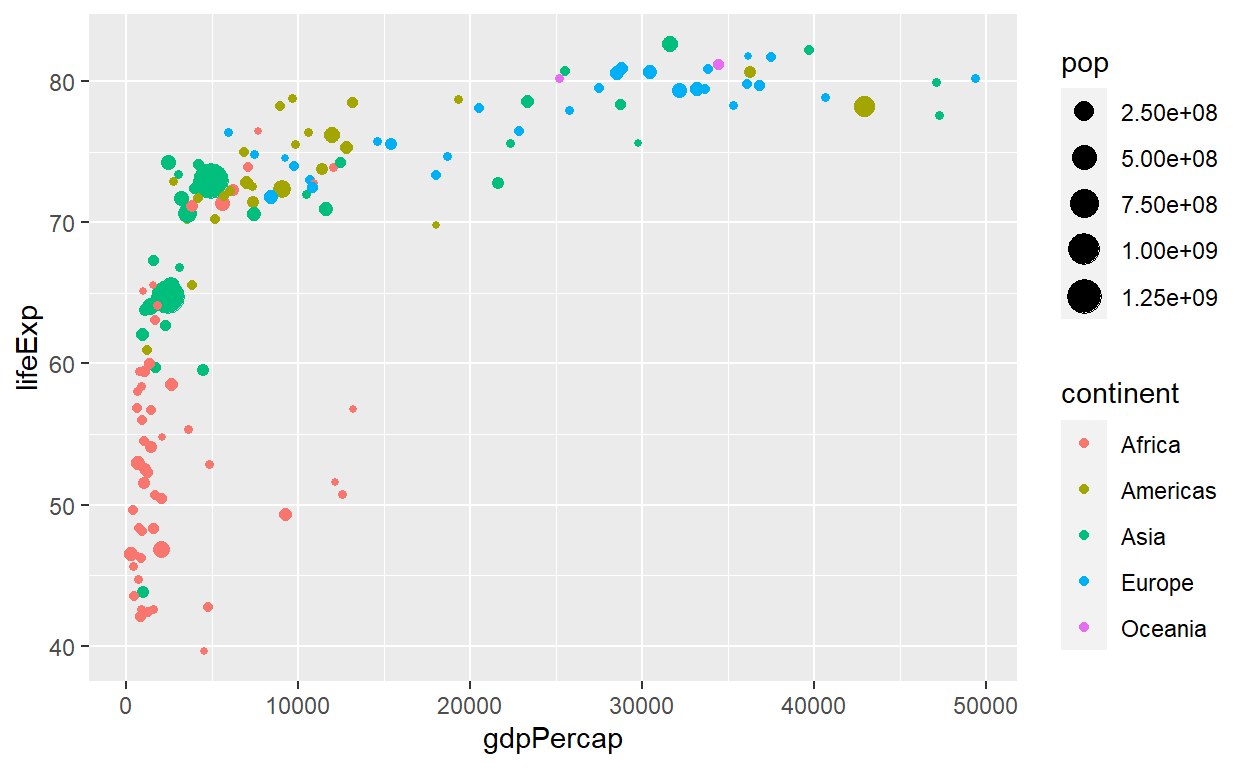 80
70
60
50
40
lifeExp
0 10000 20000 30000 40000 50000
gdpPercap
pop
2.50e+08
5.00e+08
7.50e+08
1.00e+09
1.25e+09
continent
Africa
Americas
Asia
Europe
Oceania